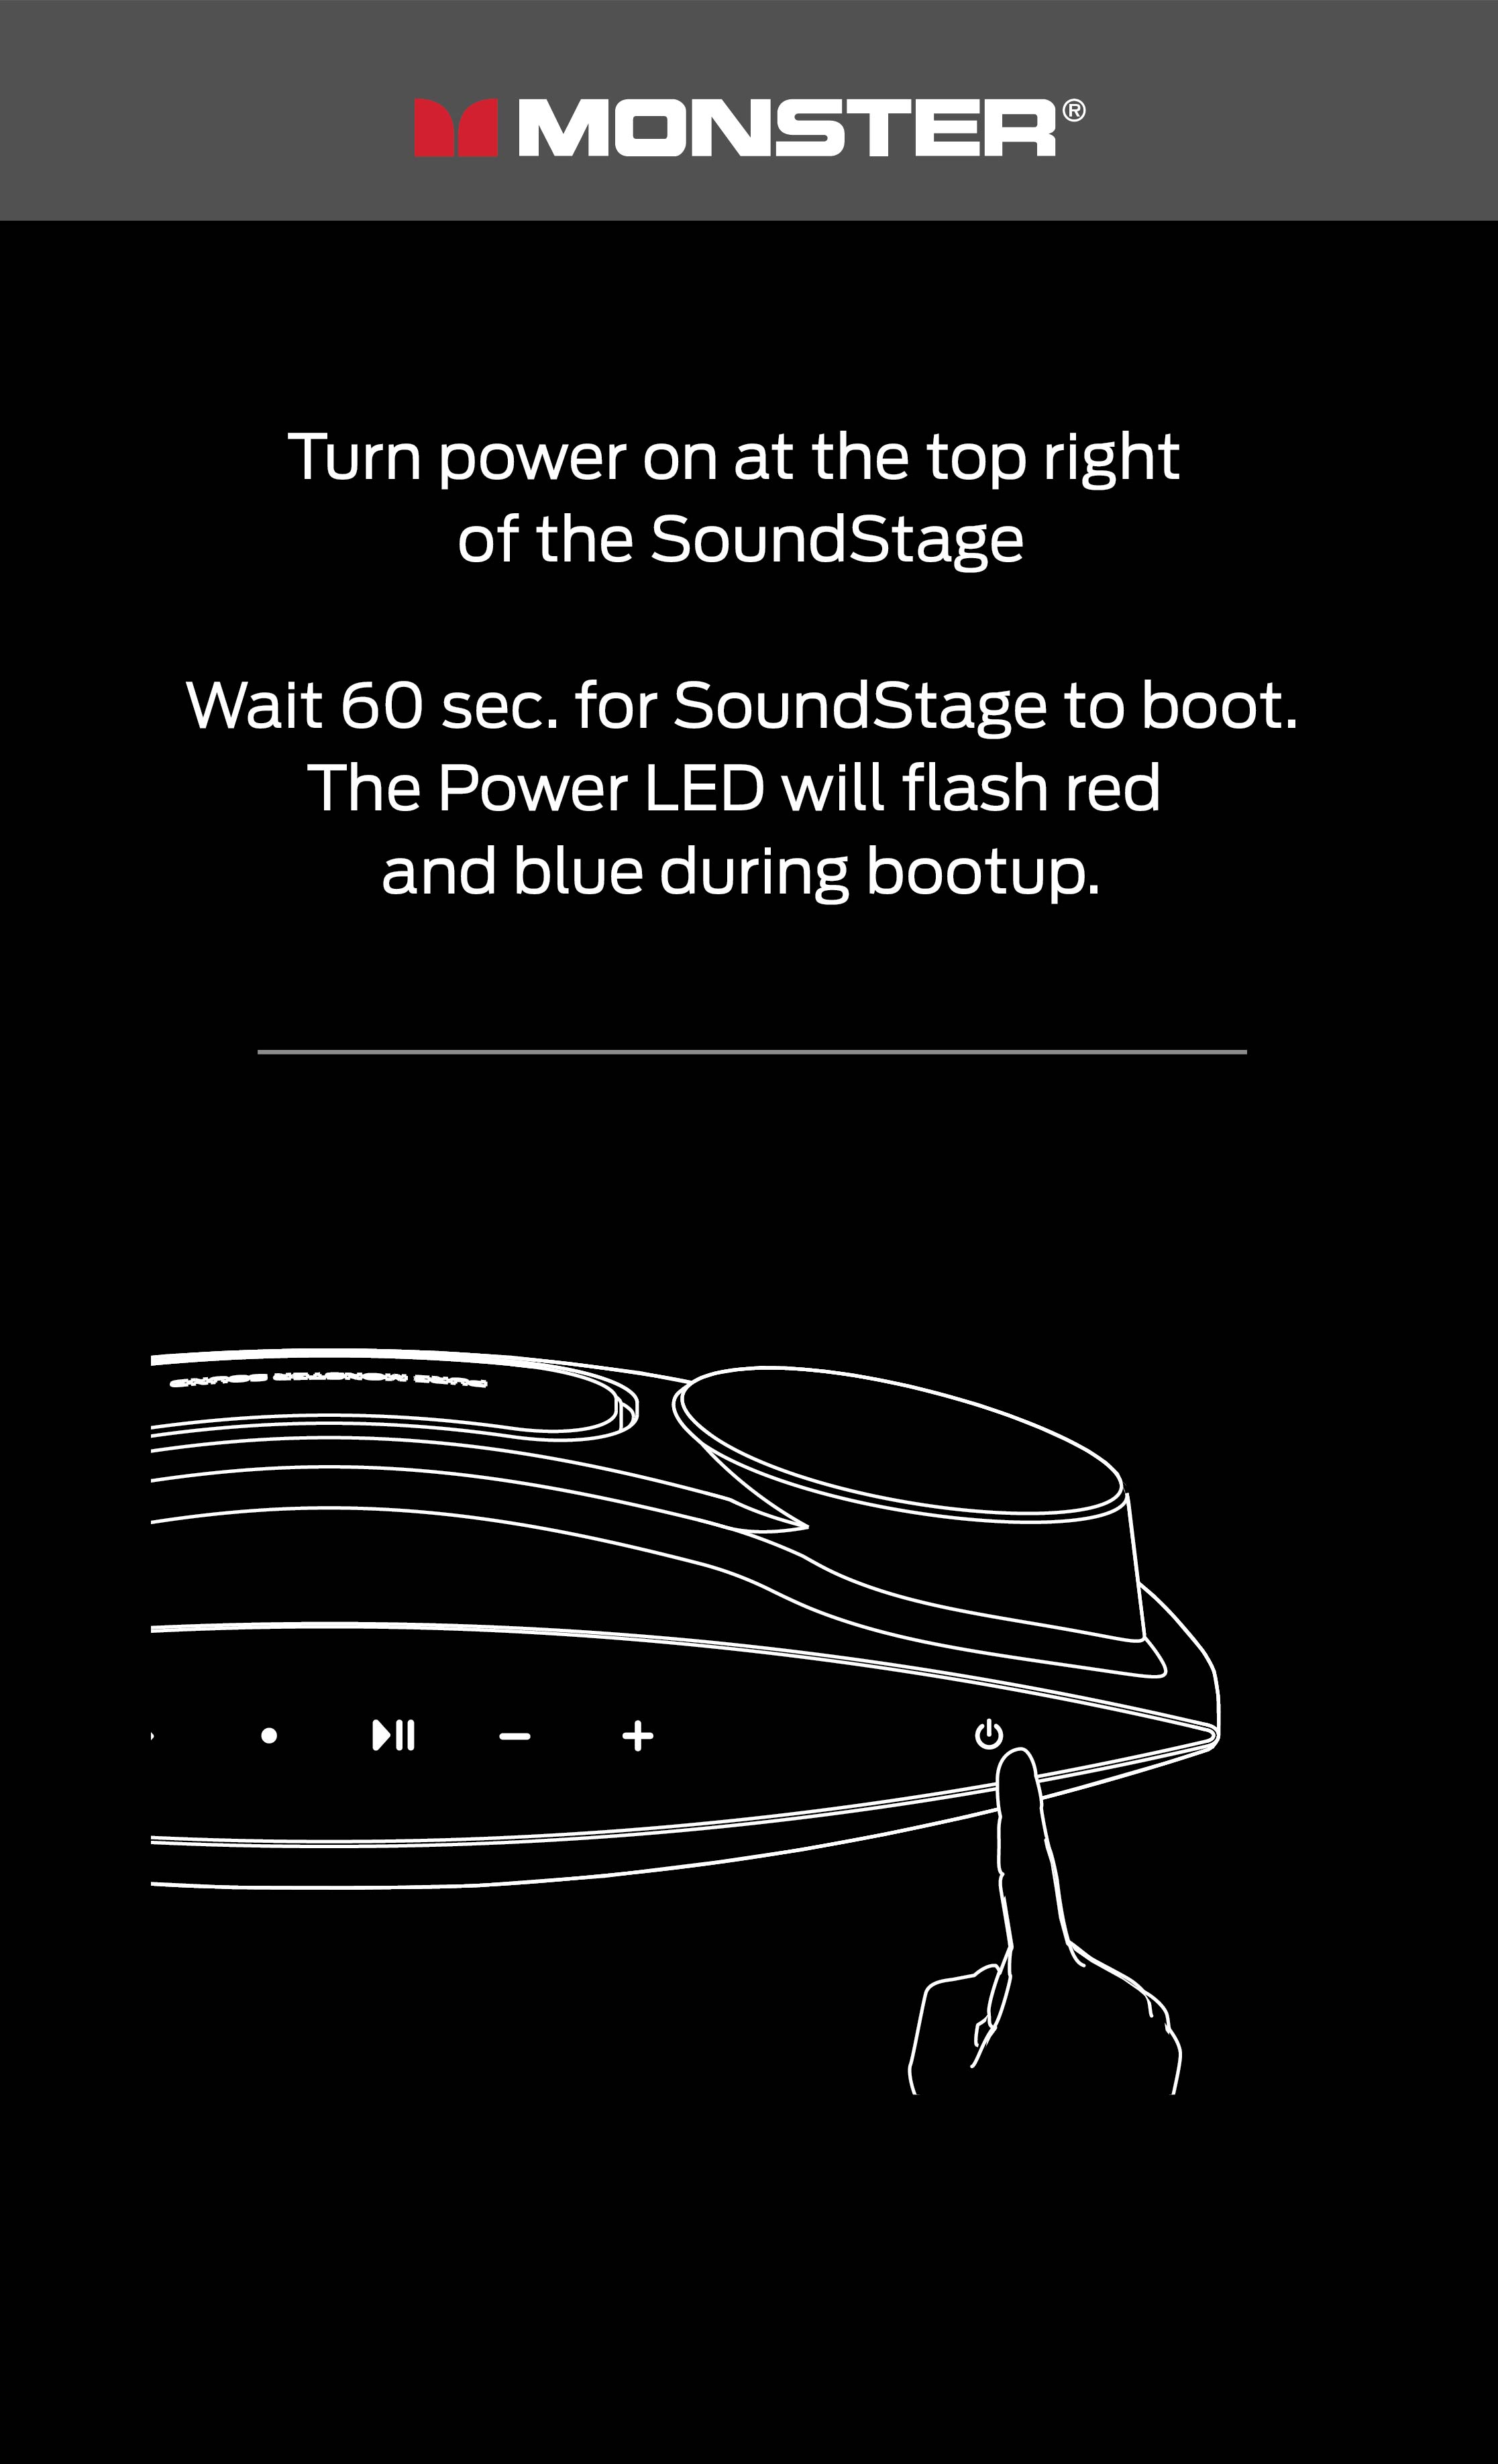 MONSTER®
Turn power on at the top right
of the SoundStage
Wait 60 sec. for SoundStage to boot.
The Power LED will flash red
and blue during bootup.